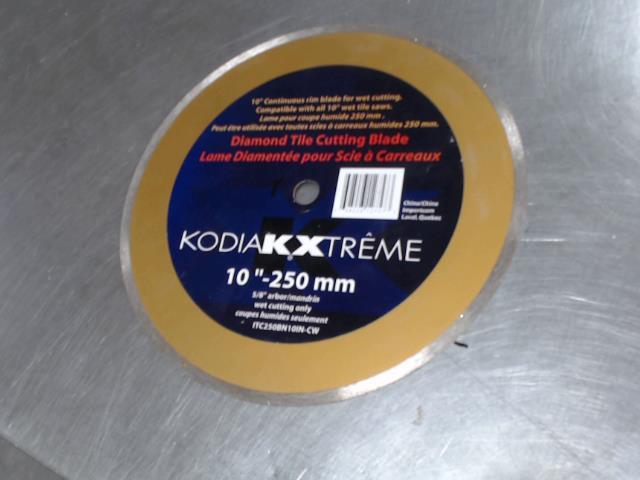 10" Continuous rim blade for wet cutting.
Compatible with all 10" wet tile saws.
Lame pour coupe humide 250 mm .
Peut être utilisée avec toutes scies à carreaux humides 250 mm.
Diamond Tile Cutting Blade
Lame Diamentée pour Scie à Carreaux
China/Chine
Importcom
Laval, Quebec
KODIAK XTRÊME
10 "-250 mm
5/8" arbor/mandrin
wet cutting only
coupes humides seulement
ITC250BN10IN-CW